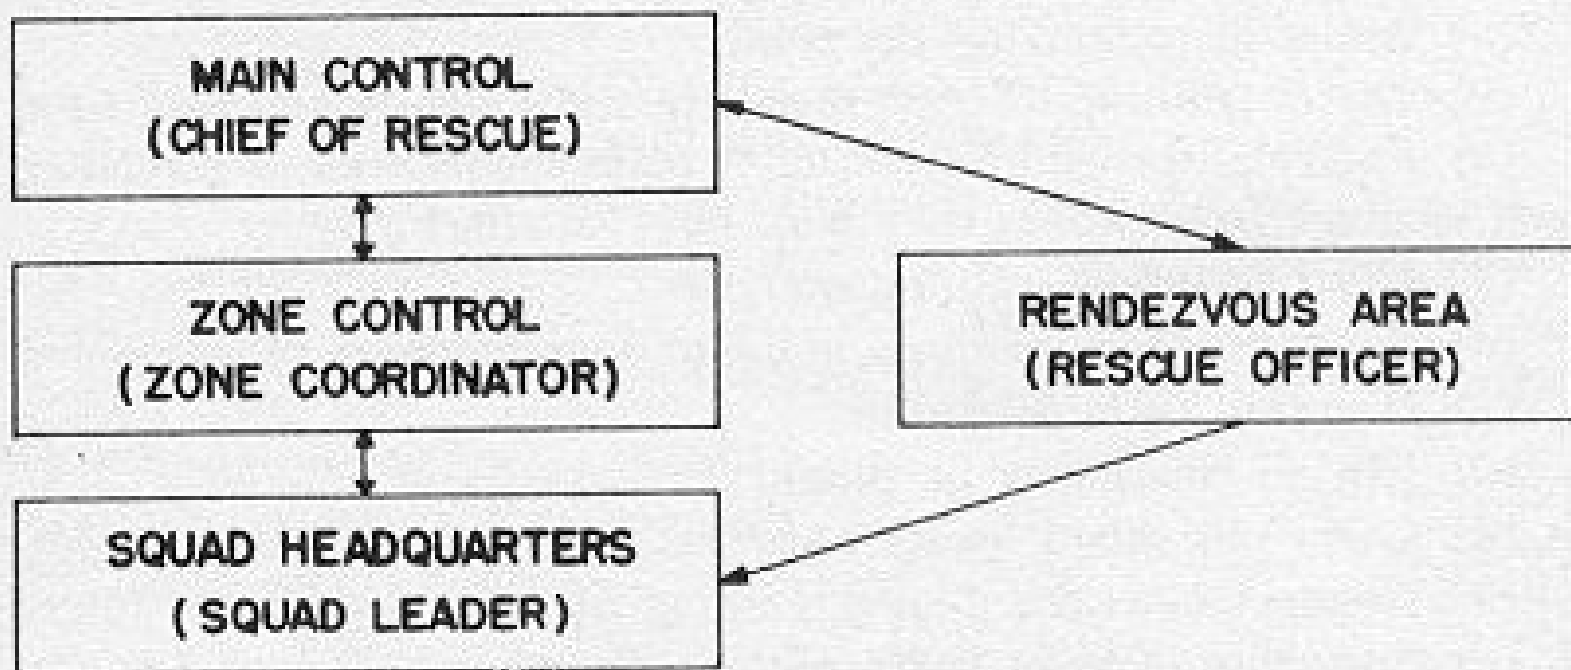 MAIN CONTROL
(CHIEF OF RESCUE)
ZONE CONTROL
(ZONE COORDINATOR)
RENDEZVOUS AREA
(RESCUE OFFICER)
SQUAD HEADQUARTERS
(SQUAD LEADER)